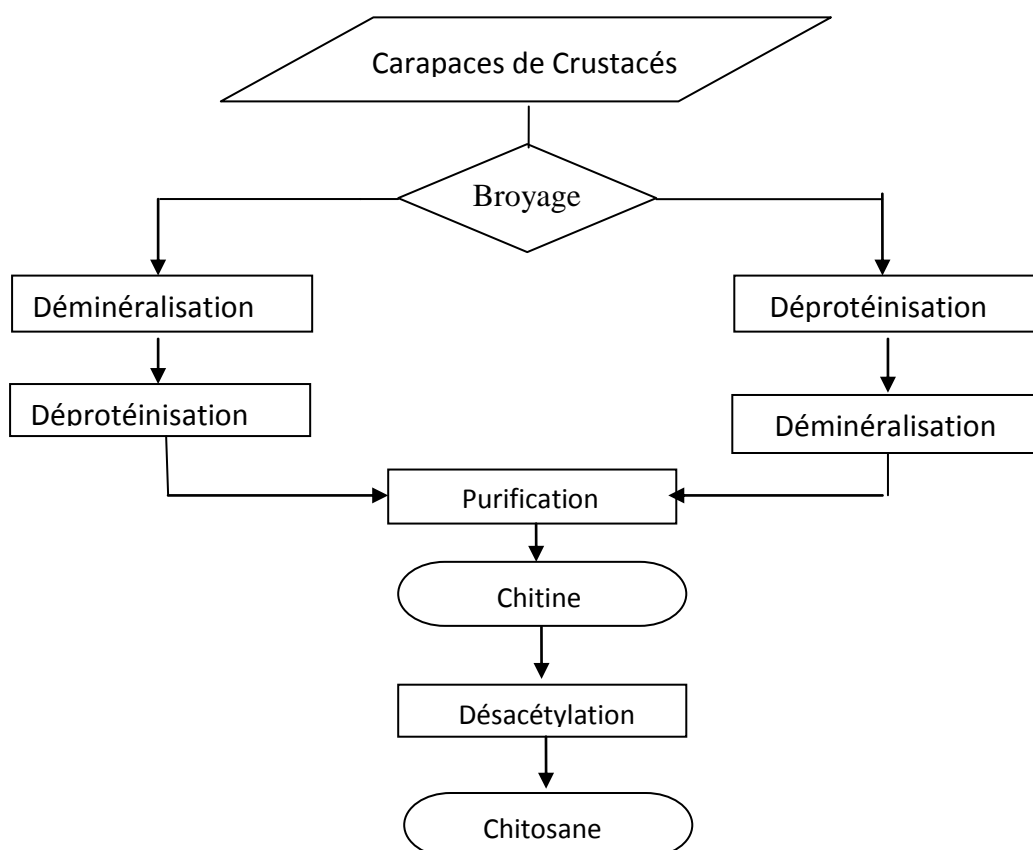 Carapaces de Crustacés
Broyage
Déminéralisation
Déprotéinisation
Déprotéinisation
Déminéralisation
Purification
Chitine
Désacétylation
Chitosane